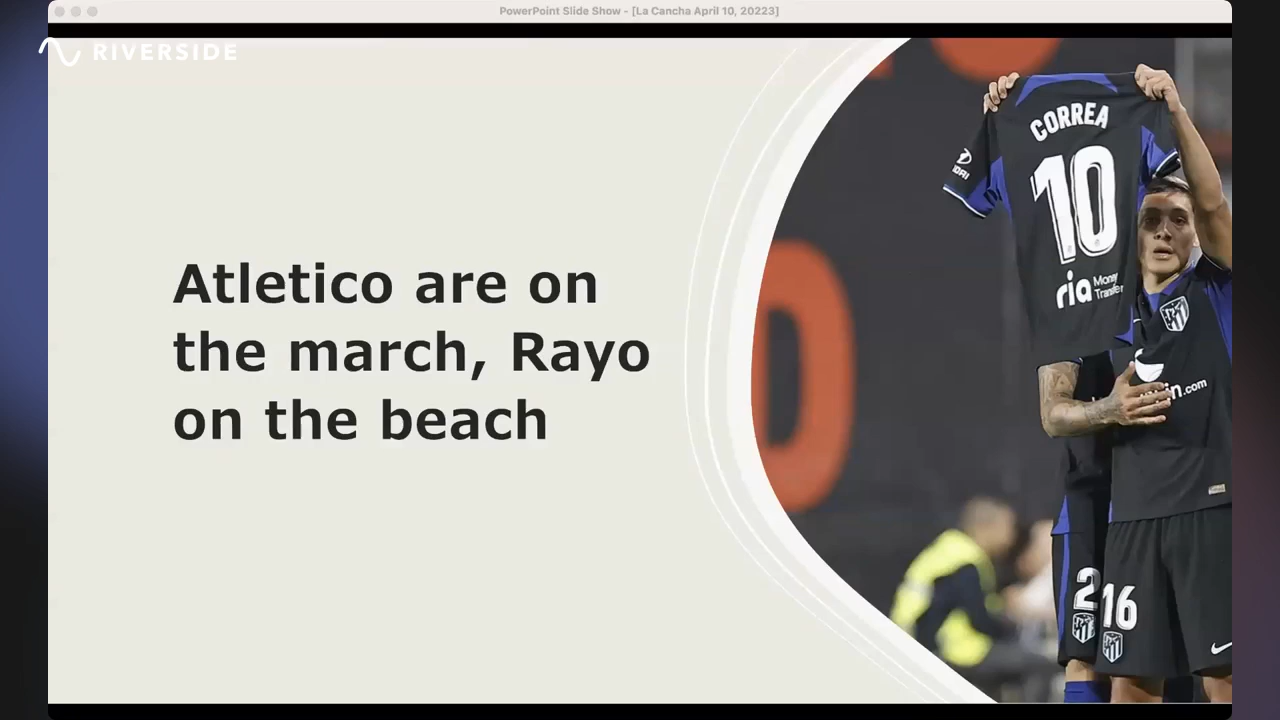 PowerPoint Slide Show - [La Cancha April 10, 20223]
RIVERSIDE
Atletico are on
the march, Rayo
on the beach
CORREA
10
ria Money
Transfer
.com
2
16